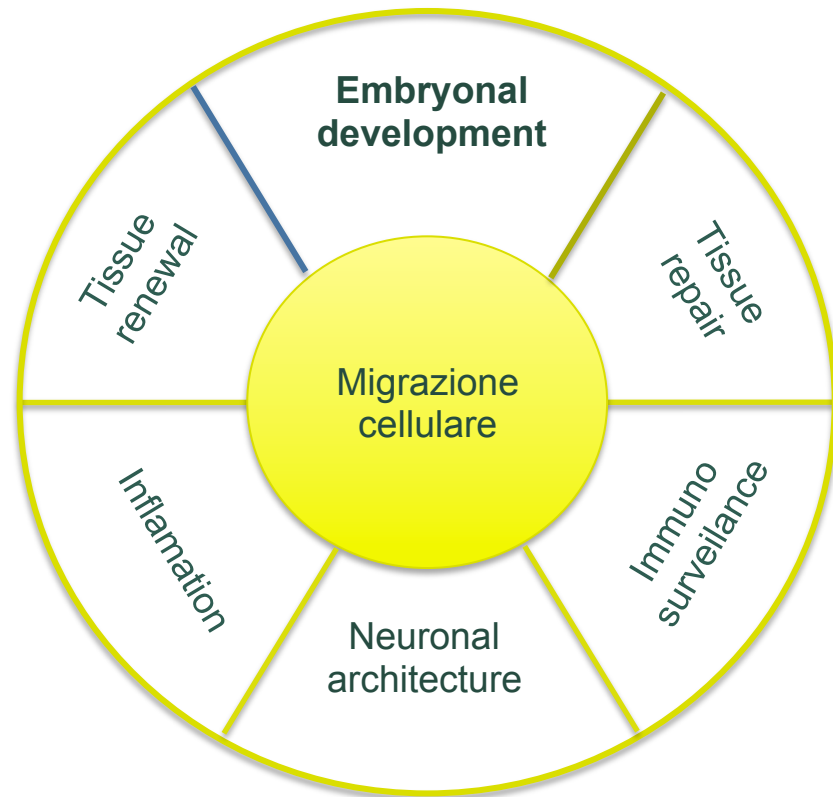 Embryonal
development
Tissue
renewal
Tissue
repair
Migrazione
cellulare
Inflamation
Immuno
surveilance
Neuronal
architecture